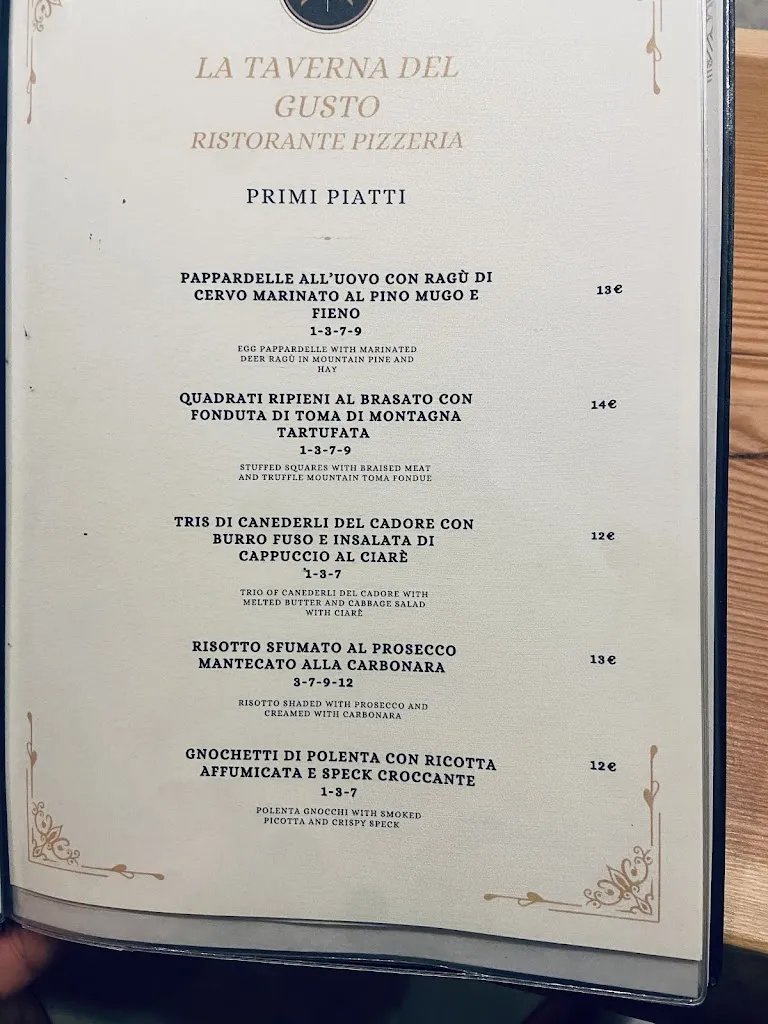 LA TAVERNA DEL
GUSTO
RISTORANTE PIZZERIA
PRIMI PIATTI
PAPPARDELLE ALL'UOVO CON RAGÙ DI
CERVO MARINATO AL PINO MUGO E
FIENO
13€
1-3-7-9
EGG PAPPARDELLE WITH MARINATED
DEER RAGÙ IN MOUNTAIN PINE AND
HAY
QUADRATI RIPIENI AL BRASATO CON
FONDUTA DI TOMA DI MONTAGNA
TARTUFATA
14€
1-3-7-9
STUFFED SQUARES WITH BRAISED MEAT
AND TRUFFLE MOUNTAIN TOMA FONDUE
TRIS DI CANEDERLI DEL CADORE CON
BURRO FUSO E INSALATA DI
CAPPUCCIO AL CIARÈ
12€
1-3-7
TRIO OF CANEDERLI DEL CADORE WITH
MELTED BUTTER AND CABBAGE SALAD
WITH CIARÈ
RISOTTO SFUMATO AL PROSECCO
MANTECATO ALLA CARBONARA
13€
3-7-9-12
RISOTTO SHADED WITH PROSECCO AND
CREAMED WITH CARBONARA
GNOCHETTI DI POLENTA CON RICOTTA
AFFUMICATA E SPECK CROCCANTE
12€
1-3-7
POLENTA GNOCCHI WITH SMOKED
PICOTTA AND CRISPY SPECK